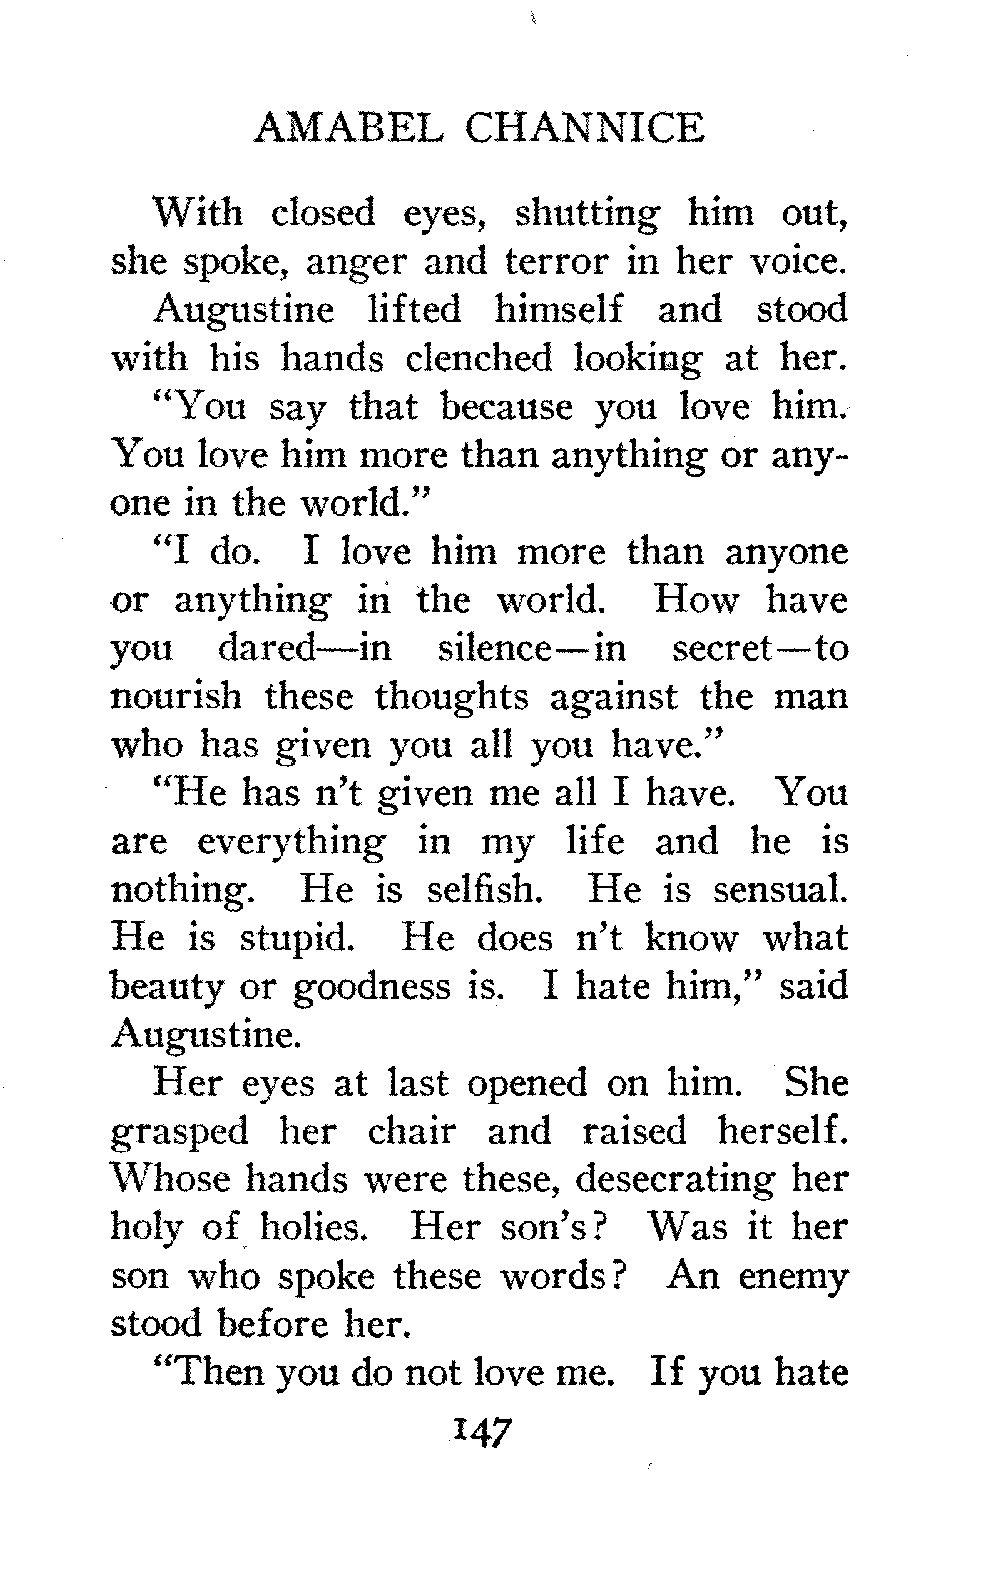 AMABEL CHANNICE
With closed eyes, shutting him out,
she spoke, anger and terror in her voice.
Augustine lifted himself and stood
with his hands clenched looking at her.
“You say that because you love him.
You love him more than anything or any-
one in the world.”
“I do. I love him more than anyone
or anything in the world. How have
you dared—in silence—in secret—to
nourish these thoughts against the man
who has given you all you have.”
“He has n’t given me all I have. You
are everything in my life and he is
nothing. He is selfish. He is sensual.
He is stupid. He does n’t know what
beauty or goodness is. I hate him,” said
Augustine.
Her eyes at last opened on him. She
grasped her chair and raised herself.
Whose hands were these, desecrating her
holy of holies. Her son’s? Was it her
son who spoke these words? An enemy
stood before her.
“Then you do not love me. If you hate
147